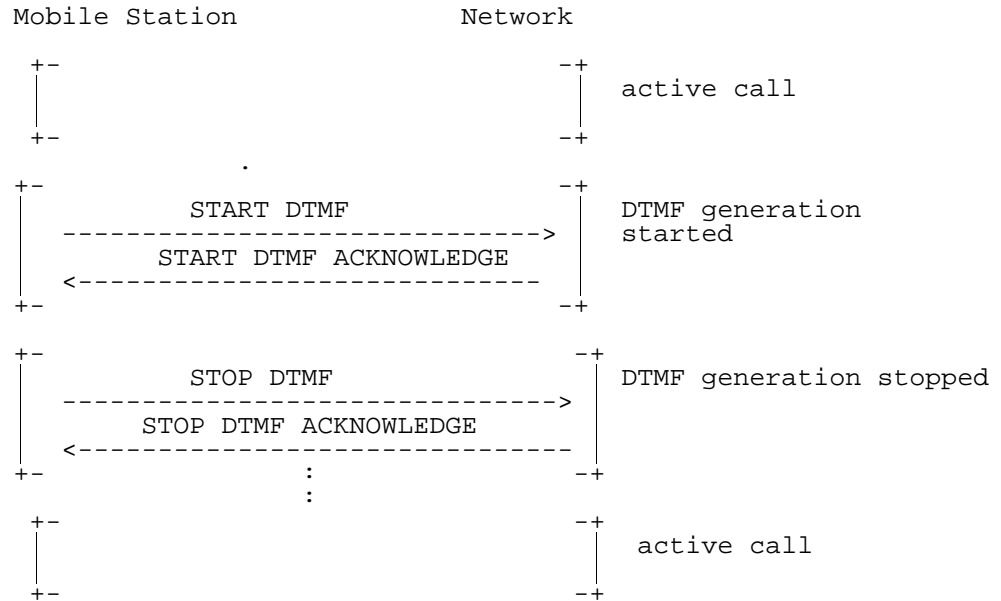 Mobile Station Network
active call
START DTMF DTMF generation
started
START DTMF ACKNOWLEDGE
STOP DTMF DTMF generation stopped
STOP DTMF ACKNOWLEDGE
active call